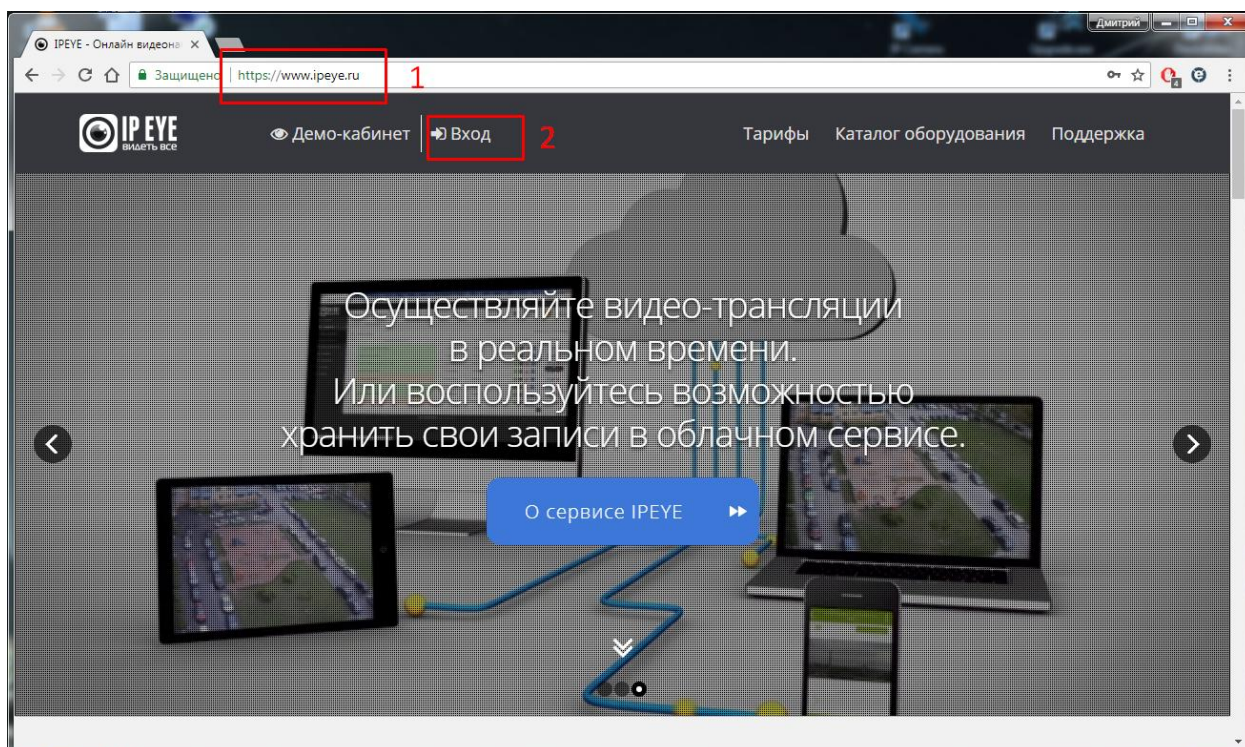 Дмитрий
IPEYE - Онлайн видеона
Защищено
https://www.ipeye.ru
1
4
IP EYE
ВИДЕТЬ ВСЕ
Демо-кабинет
Вход
2
Тарифы
Каталог оборудования
Поддержка
Осуществляйте видео-трансляции
в реальном времени.
Или воспользуйтесь возможностью
хранить свои записи в облачном сервисе.
О сервисе IPEYE